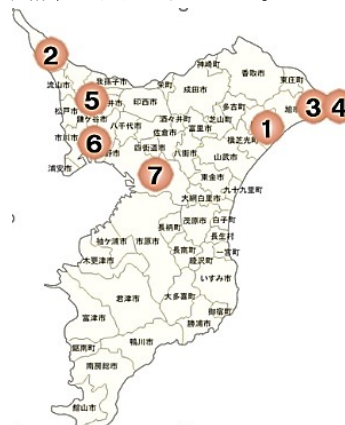 神崎町
香取市
東庄町
2
我孫子市
栄町
成田市
流山市
5
井市
印西市
多古町
旭市
3
4
松戸市
鎌ケ谷市
酒々井町
芝山町
1
八千代市
富里市
佐倉市
横芝光町
市川市
6
野市
四街道市
八街市
山武市
浦安市
7
東金市
九十九里町
大網白里市
茂原市
白子町
長柄町
長生村
袖ケ浦市
市原市
一宮町
長南町
睦沢町
木更津市
いすみ市
君津市
大多喜町
御宿町
富津市
勝浦市
鴨川市
鋸南町
南房総市
館山市